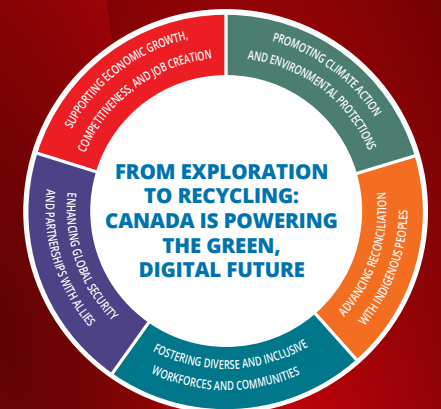 SUPPORTING ECONOMIC GROWTH,
COMPETITIVENESS, AND JOB CREATION
PROMOTING CLIMATE ACTION
AND ENVIRONMENTAL PROTECTIONS
FROM EXPLORATION
TO RECYCLING:
CANADA IS POWERING
THE GREEN,
DIGITAL FUTURE
ENHANCING GLOBAL SECURITY
AND PARTNERSHIPS WITH ALLIES
ADVANCING RECONCILIATION
WITH INDIGENOUS PEOPLES
FOSTERING DIVERSE AND INCLUSIVE
WORKFORCES AND COMMUNITIES